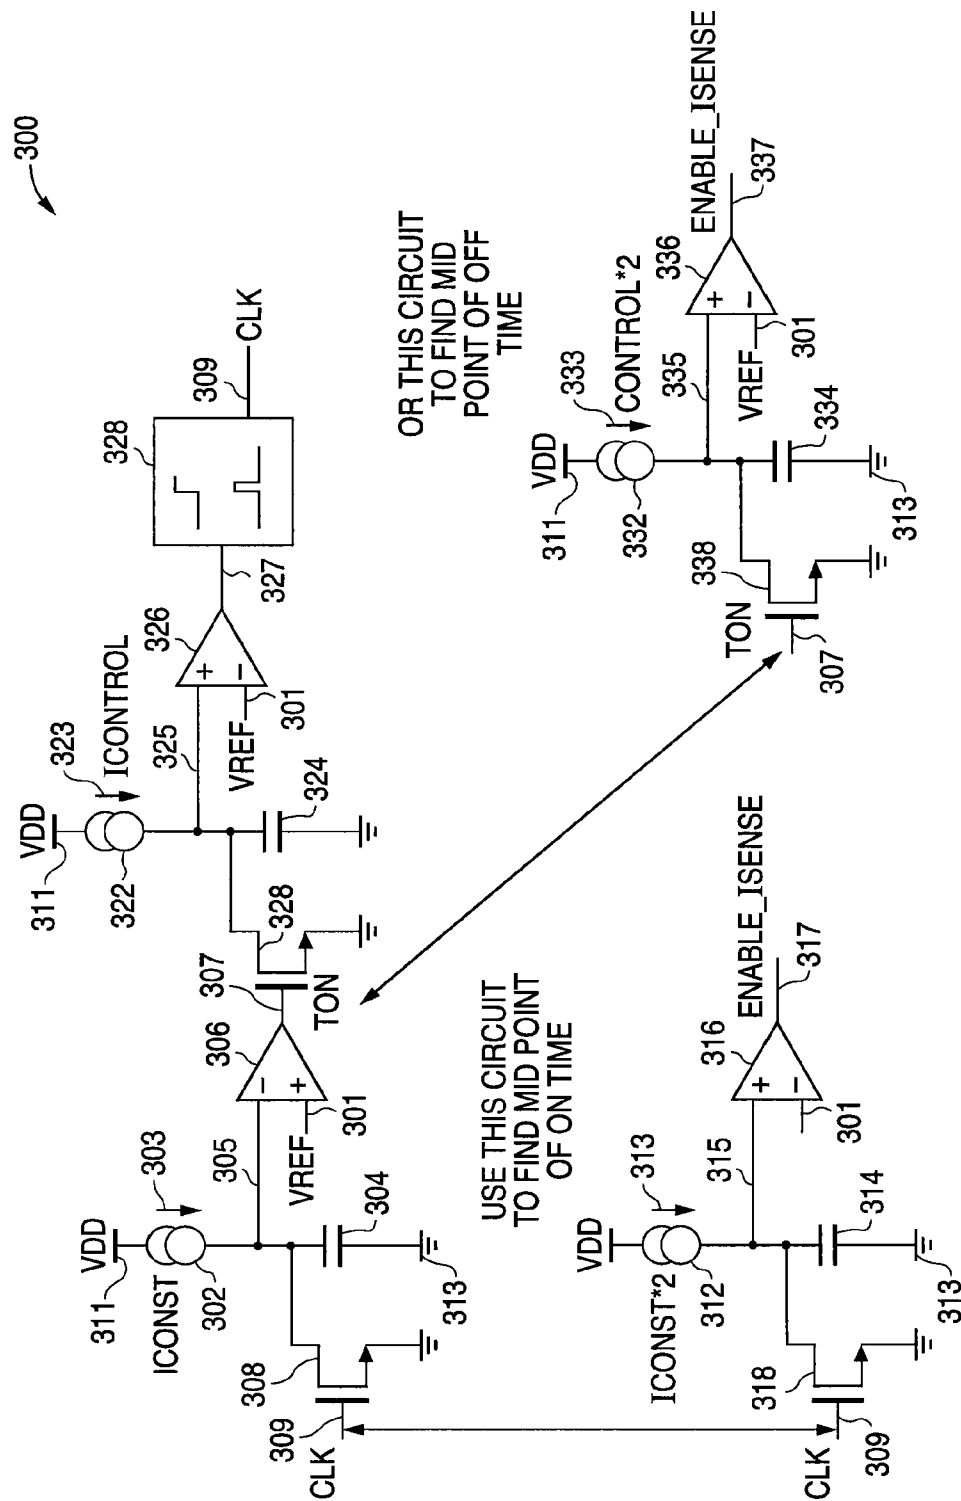 300
VDD
311
303
ICONST
302
305
304
313
308
309
CLK
306
−
+
VREF
301
307
TON
328
VDD
311
323
ICONTROL
322
325
324
326
+
−
VREF
301
327
328
309
CLK
USE THIS CIRCUIT
TO FIND MID POINT
OF ON TIME
VDD
313
ICONST*2
312
315
314
313
318
309
CLK
316
+
−
301
ENABLE_ISENSE
317
OR THIS CIRCUIT
TO FIND MID
POINT OF OFF
TIME
VDD
311
333
CONTROL*2
332
335
334
313
338
TON
307
336
+
−
VREF
301
ENABLE_ISENSE
337